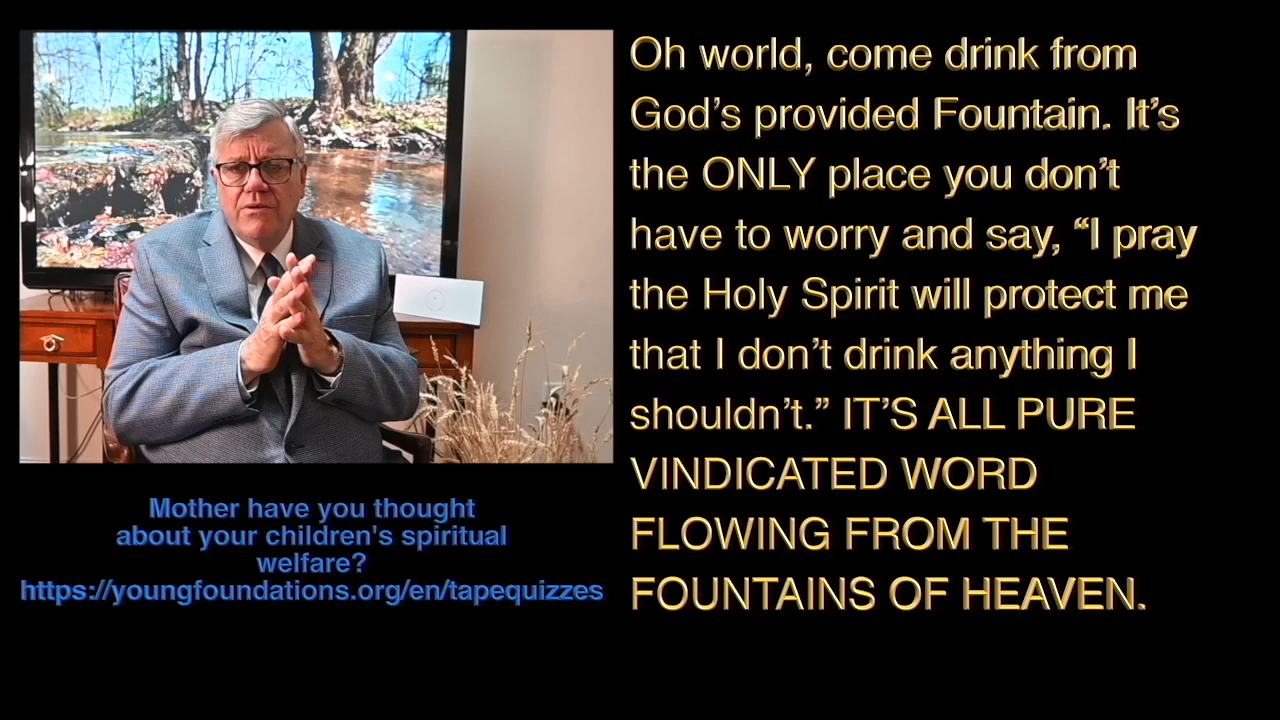 Oh world, come drink from
God’s provided Fountain. It’s
the ONLY place you don’t
have to worry and say, “I pray
the Holy Spirit will protect me
that I don’t drink anything I
shouldn’t.” IT’S ALL PURE
VINDICATED WORD
FLOWING FROM THE
FOUNTAINS OF HEAVEN.
Mother have you thought
about your children's spiritual
welfare?
https://youngfoundations.org/en/tapequizzes